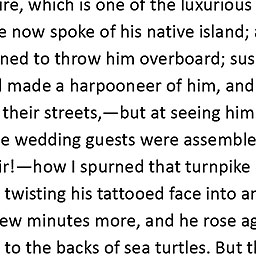 ire, which is one of the luxurious
e now spoke of his native island; a
ned to throw him overboard; sus
l made a harpooneer of him, and
their streets,—but at seeing him
e wedding guests were assemble
ir!—how I spurned that turnpike
twisting his tattooed face into an
ew minutes more, and he rose ag
to the backs of sea turtles. But th